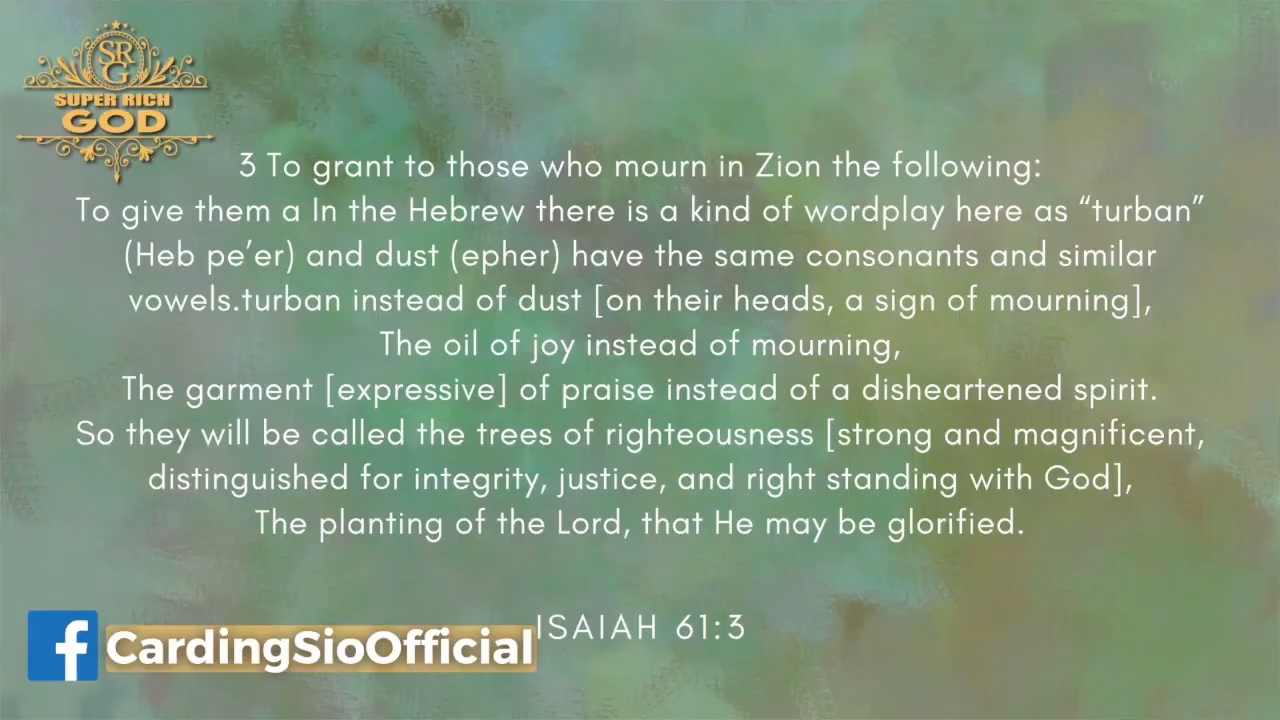 SR
G
SUPER RICH
GOD
3 To grant to those who mourn in Zion the following:
To give them a In the Hebrew there is a kind of wordplay here as “turban”
(Heb pe’er) and dust (epher) have the same consonants and similar
vowels.turban instead of dust [on their heads, a sign of mourning],
The oil of joy instead of mourning,
The garment [expressive] of praise instead of a disheartened spirit.
So they will be called the trees of righteousness [strong and magnificent,
distinguished for integrity, justice, and right standing with God],
The planting of the Lord, that He may be glorified.
ISAIAH 61:3
f CardingSioOfficial